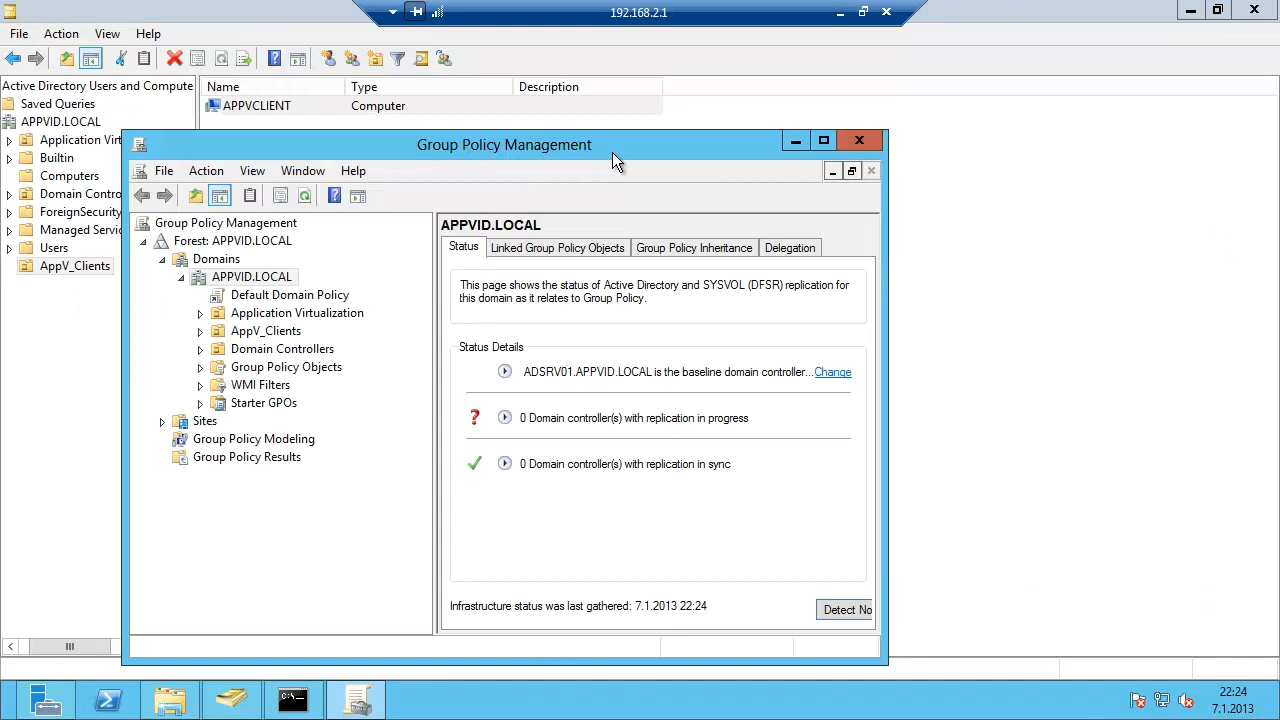 192.168.2.1
File Action View Help
Active Directory Users and Compute
Name Type Description
Saved Queries
APPVCLIENT Computer
APPVID.LOCAL
Application Virt
Builtin
Computers
Domain Contro
ForeignSecurity
Managed Servic
Users
AppV_Clients
Group Policy Management
File Action View Window Help
Group Policy Management
Forest: APPVID.LOCAL
Domains
APPVID.LOCAL
Default Domain Policy
Application Virtualization
AppV_Clients
Domain Controllers
Group Policy Objects
WMI Filters
Starter GPOs
Sites
Group Policy Modeling
Group Policy Results
APPVID.LOCAL
Status Linked Group Policy Objects Group Policy Inheritance Delegation
This page shows the status of Active Directory and SYSVOL (DFSR) replication for
this domain as it relates to Group Policy.
Status Details
ADSRV01.APPVID.LOCAL is the baseline domain controller... Change
0 Domain controller(s) with replication in progress
0 Domain controller(s) with replication in sync
Infrastructure status was last gathered: 7.1.2013 22:24
Detect No
22:24
7.1.2013